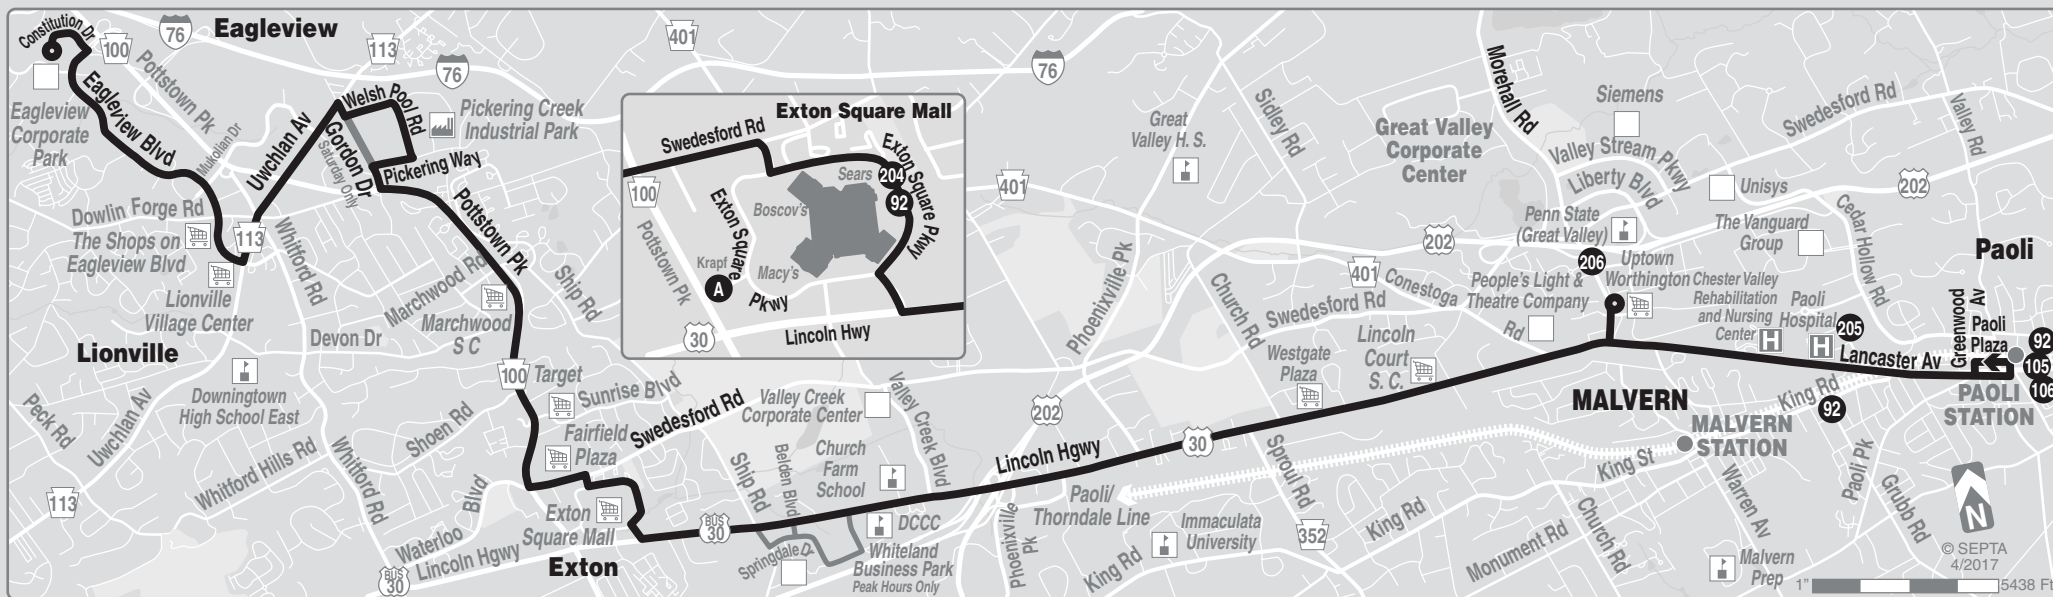 Constitution Dr
100
76
Eagleview
113
76
401
76
Pottstown Pk
Eagleview
Corporate
Park
Eagleview Blvd
Mukolian Dr
Uwchlan Av
Welsh Pool Rd
Gordon Dr
Saturday Only
Pickering Way
Pickering Creek
Industrial Park
Dowlin Forge Rd
The Shops on
Eagleview Blvd
113
Lionville
Village Center
Whitford Rd
Marchwood Rd
Marchwood
S C
Pottstown Pk
Ship Rd
Devon Dr
Lionville
Downingtown
High School East
100
Target
Sunrise Blvd
Fairfield
Plaza
Swedesford Rd
Peck Rd
Uwchlan Av
113
Whitford Hills Rd
Whitford Rd
Shoen Rd
Waterloo
Blvd
Lincoln Hgwy
BUS
30
Exton
Square Mall
Exton
BUS
30
Exton Square Mall
Swedesford Rd
100
Pottstown Pk
Exton Square
Pkwy
Exton Square Pkwy
Sears
204
92
Boscov's
Macy's
Krapf
A
30
Lincoln Hwy
Valley Creek
Corporate Center
Valley Creek Blvd
Ship Rd
Belden Blvd
Church
Farm
School
Springdale Dr
DCCC
Whiteland
Business Park
Peak Hours Only
Great
Valley H. S.
401
Sidley Rd
Phoenixville Pk
202
Lincoln Hgwy
Phoenixville
Pk
Paoli/
Thorndale Line
King Rd
Immaculata
University
30
Sproul Rd
352
Church Rd
Swedesford Rd
Westgate
Plaza
Lincoln
Court
S. C.
401
Conestoga
Rd
202
Great Valley
Corporate
Center
Morehall Rd
Siemens
Valley Stream Pkwy
Liberty Blvd
Swedesford Rd
Valley Rd
Unisys
202
Penn State
(Great Valley)
The Vanguard
Group
Cedar Hollow Rd
206
Uptown
Worthington
People's Light &
Theatre Company
Chester Valley
Rehabilitation
and Nursing
Center
H
Paoli
Hospital
H
205
Lancaster Av
Greenwood
Av
Paoli
Plaza
Paoli
92
105
106
PAOLI
STATION
MALVERN
King Rd
92
MALVERN
STATION
King St
King Rd
Monument Rd
Church Rd
Warren Av
Paoli Pk
Grubb Rd
Malvern
Prep
N
© SEPTA
4/2017
1"
5438 Ft